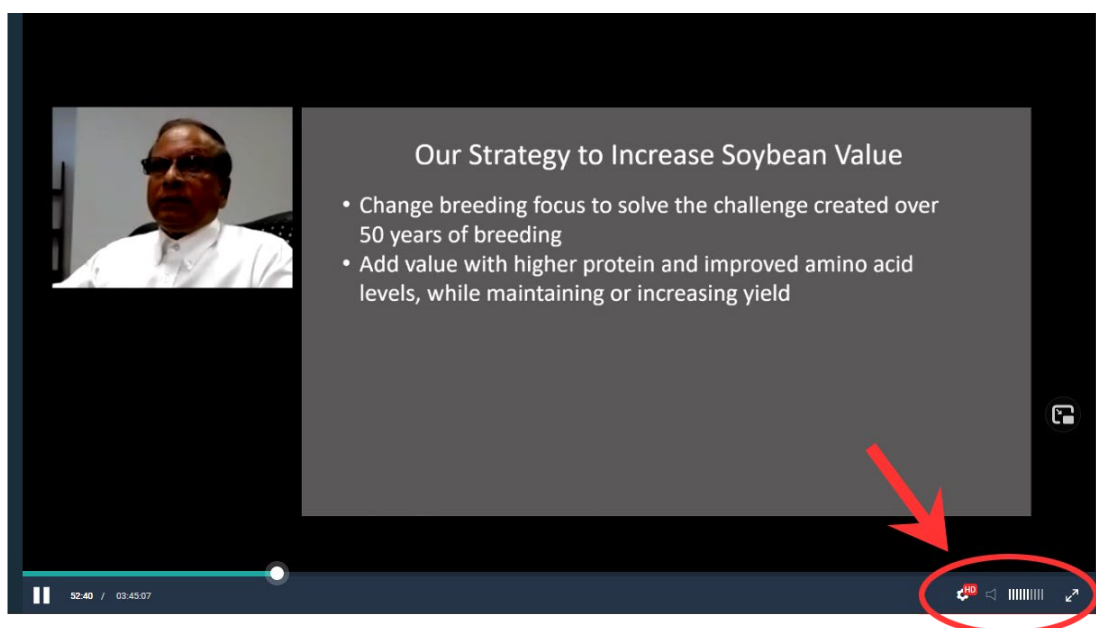 Our Strategy to Increase Soybean Value
• Change breeding focus to solve the challenge created over
50 years of breeding
• Add value with higher protein and improved amino acid
levels, while maintaining or increasing yield
52:40 / 03:45:07
HD